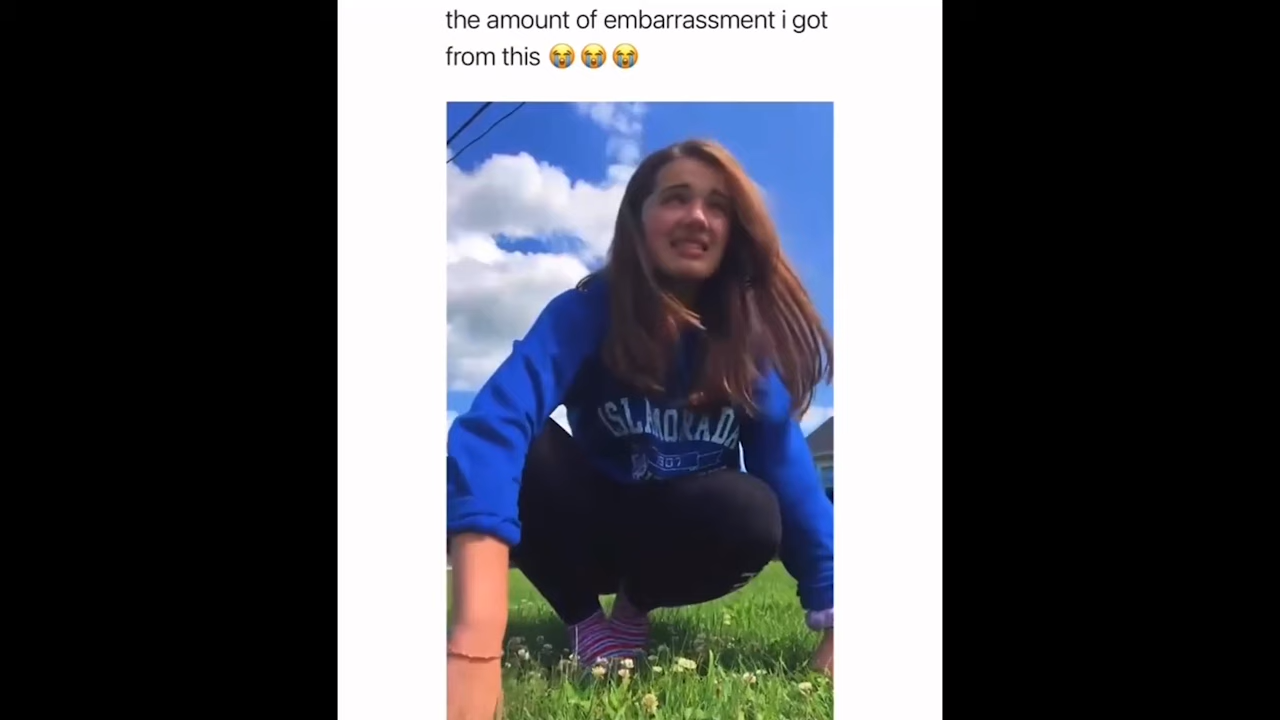 the amount of embarrassment i got
from this 😭😭😭
ISLAMORADA